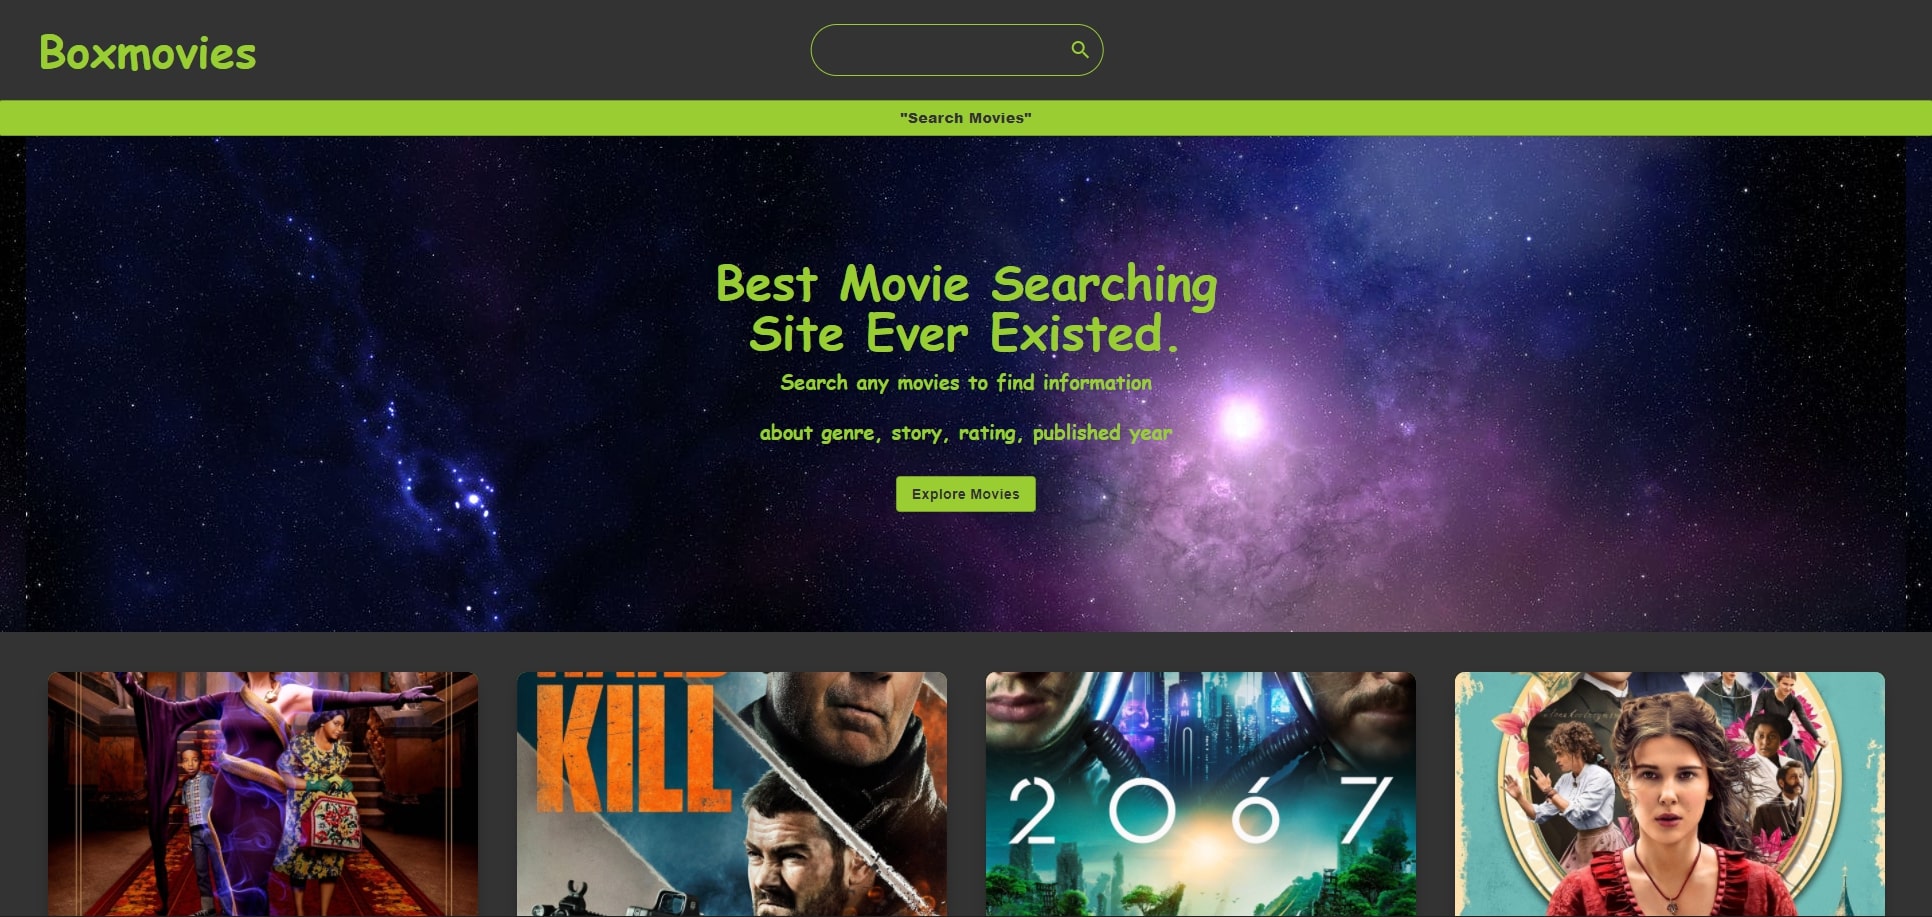 Boxmovies
"Search Movies"
Best Movie Searching
Site Ever Existed.
Search any movies to find information
about genre, story, rating, published year
Explore Movies
KILL
2067